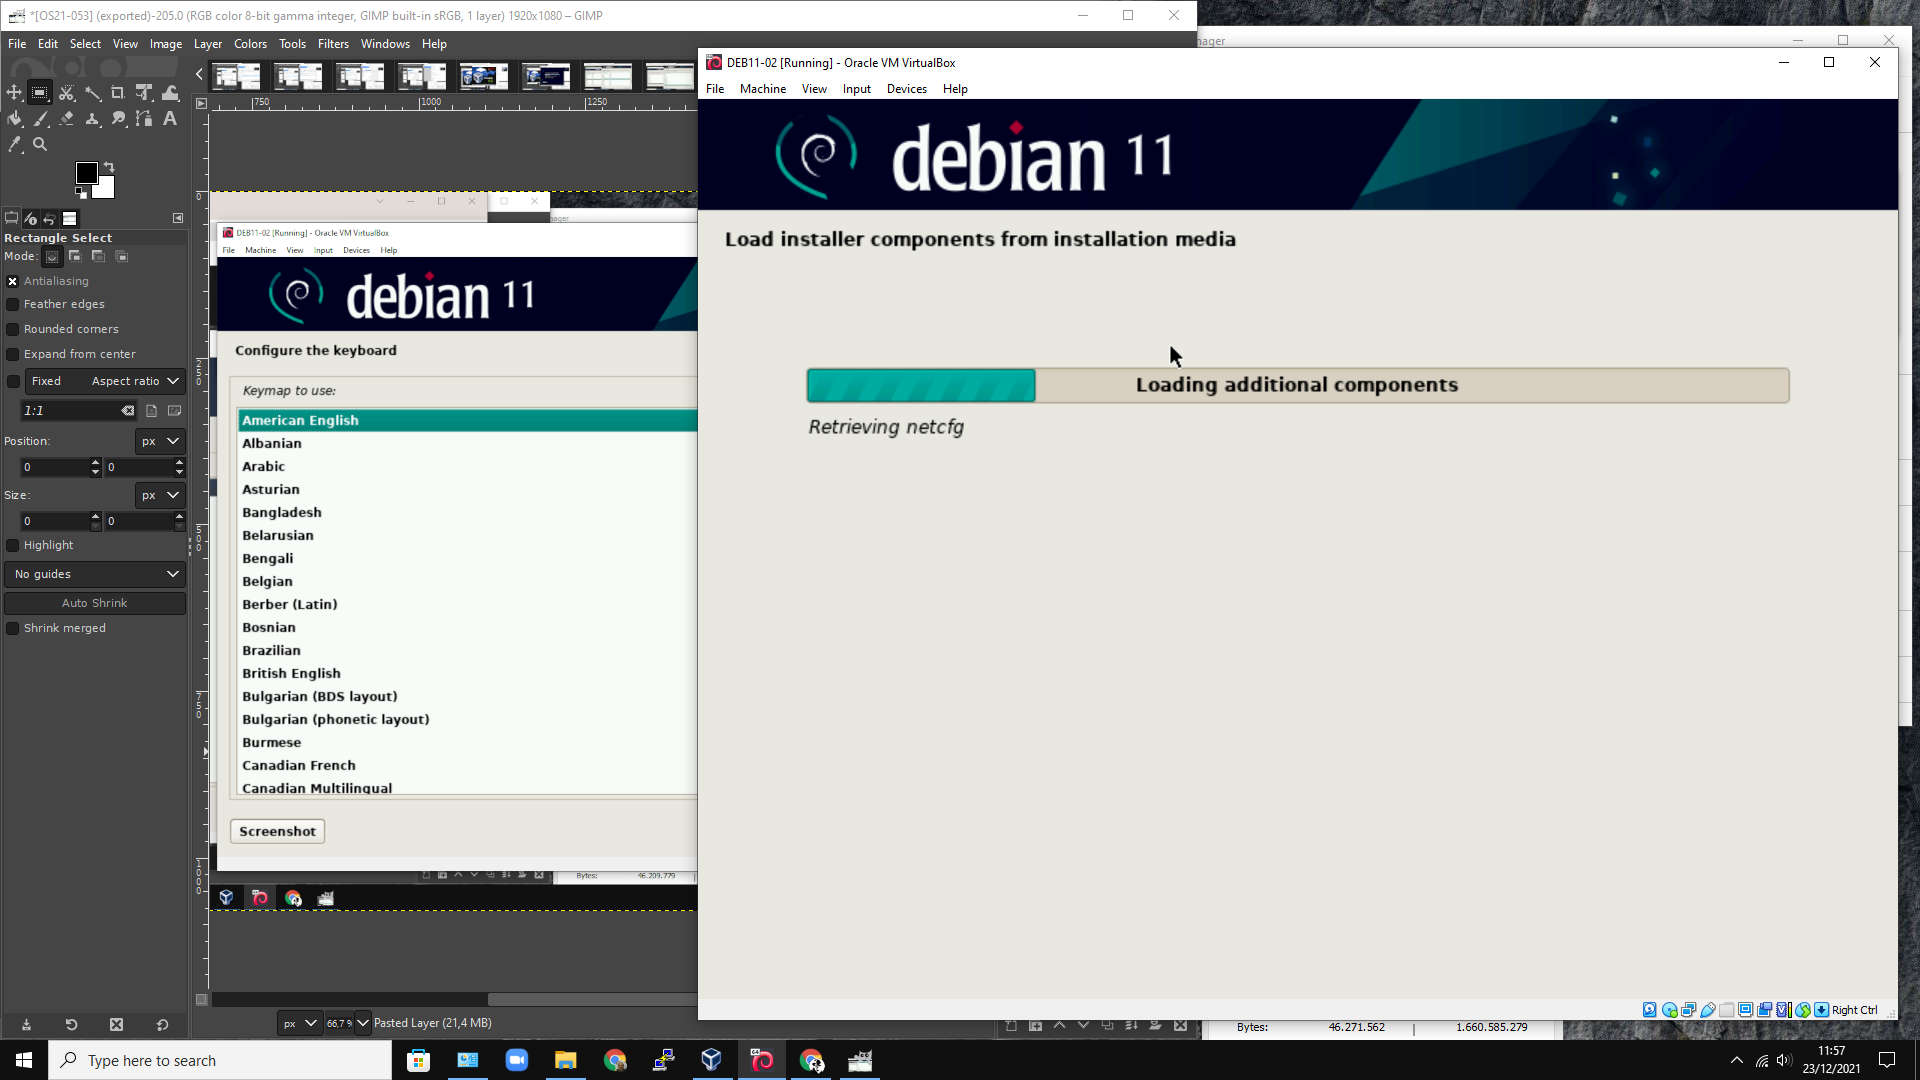 *[OS21-053] (exported)-205.0 (RGB color 8-bit gamma integer, GIMP built-in sRGB, 1 layer) 1920x1080 – GIMP
File Edit Select View Image Layer Colors Tools Filters Windows Help
750 1000 1250
Rectangle Select
Mode:
Antialiasing
Feather edges
Rounded corners
Expand from center
Fixed Aspect ratio
1:1
Position: px
0 0
Size: px
0 0
Highlight
No guides
Auto Shrink
Shrink merged
0
250
500
750
1000
DEB11-02 [Running] - Oracle VM VirtualBox
File Machine View Input Devices Help
debian 11
Configure the keyboard
Keymap to use:
American English
Albanian
Arabic
Asturian
Bangladesh
Belarusian
Bengali
Belgian
Berber (Latin)
Bosnian
Brazilian
British English
Bulgarian (BDS layout)
Bulgarian (phonetic layout)
Burmese
Canadian French
Canadian Multilingual
Screenshot
Bytes: 46.209.779
px 66,7 % Pasted Layer (21,4 MB)
nager
DEB11-02 [Running] - Oracle VM VirtualBox
File Machine View Input Devices Help
debian 11
Load installer components from installation media
Loading additional components
Retrieving netcfg
Right Ctrl
Bytes: 46.271.562 | 1.660.585.279
Type here to search
11:57
23/12/2021